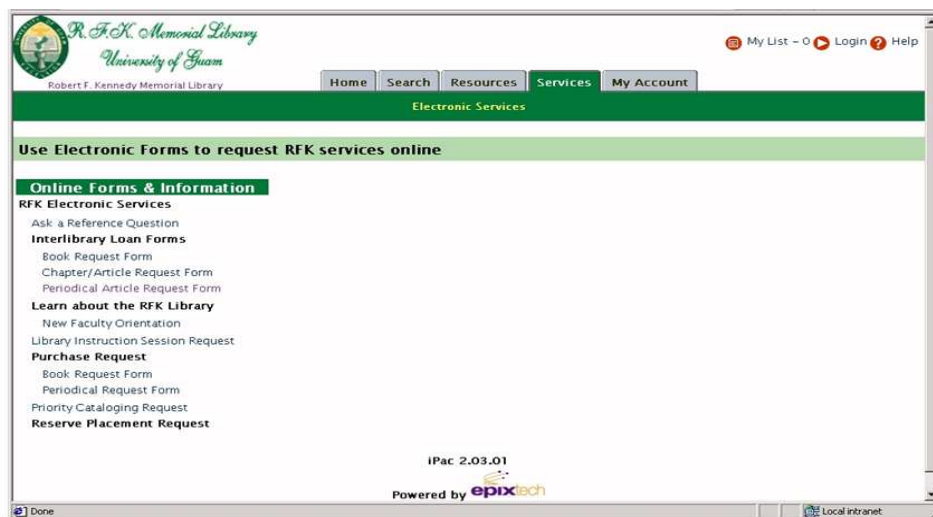 R. F.K. Memorial Library
University of Guam
Robert F. Kennedy Memorial Library
My List - 0 Login Help
Home Search Resources Services My Account
Electronic Services
Use Electronic Forms to request RFK services online
Online Forms & Information
RFK Electronic Services
Ask a Reference Question
Interlibrary Loan Forms
Book Request Form
Chapter/Article Request Form
Periodical Article Request Form
Learn about the RFK Library
New Faculty Orientation
Library Instruction Session Request
Purchase Request
Book Request Form
Periodical Request Form
Priority Cataloging Request
Reserve Placement Request
iPac 2.03.01
Powered by epixtech
Done
Local intranet